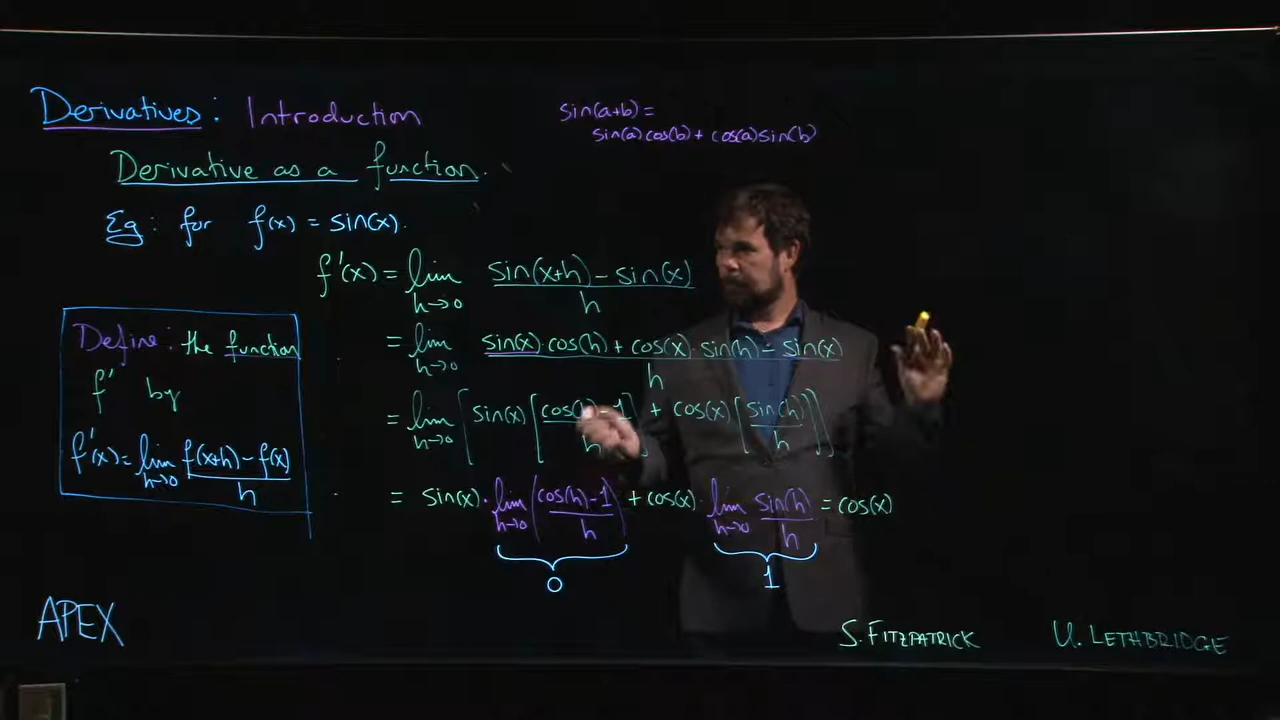 Derivatives: Introduction
sin(a+b)=
sin(a)cos(b)+ cos(a)sin(b)
Derivative as a function.
Eg: for f(x) = sin(x).
f'(x) = lim h→0 sin(x+h) - sin(x) / h
= lim h→0 sin(x)·cos(h) + cos(x)·sin(h) - sin(x) / h
= lim h→0 [sin(x) [cos(h) - 1 / h] + cos(x) [sin(h) / h]]
= sin(x)· lim h→0 (cos(h) - 1 / h) + cos(x)· lim h→0 sin(h) / h = cos(x)
0 1
Define: the function
f' by
f'(x) = lim h→0 f(x+h) - f(x) / h
APEX
S. FITZPATRICK
U. LETHBRIDGE